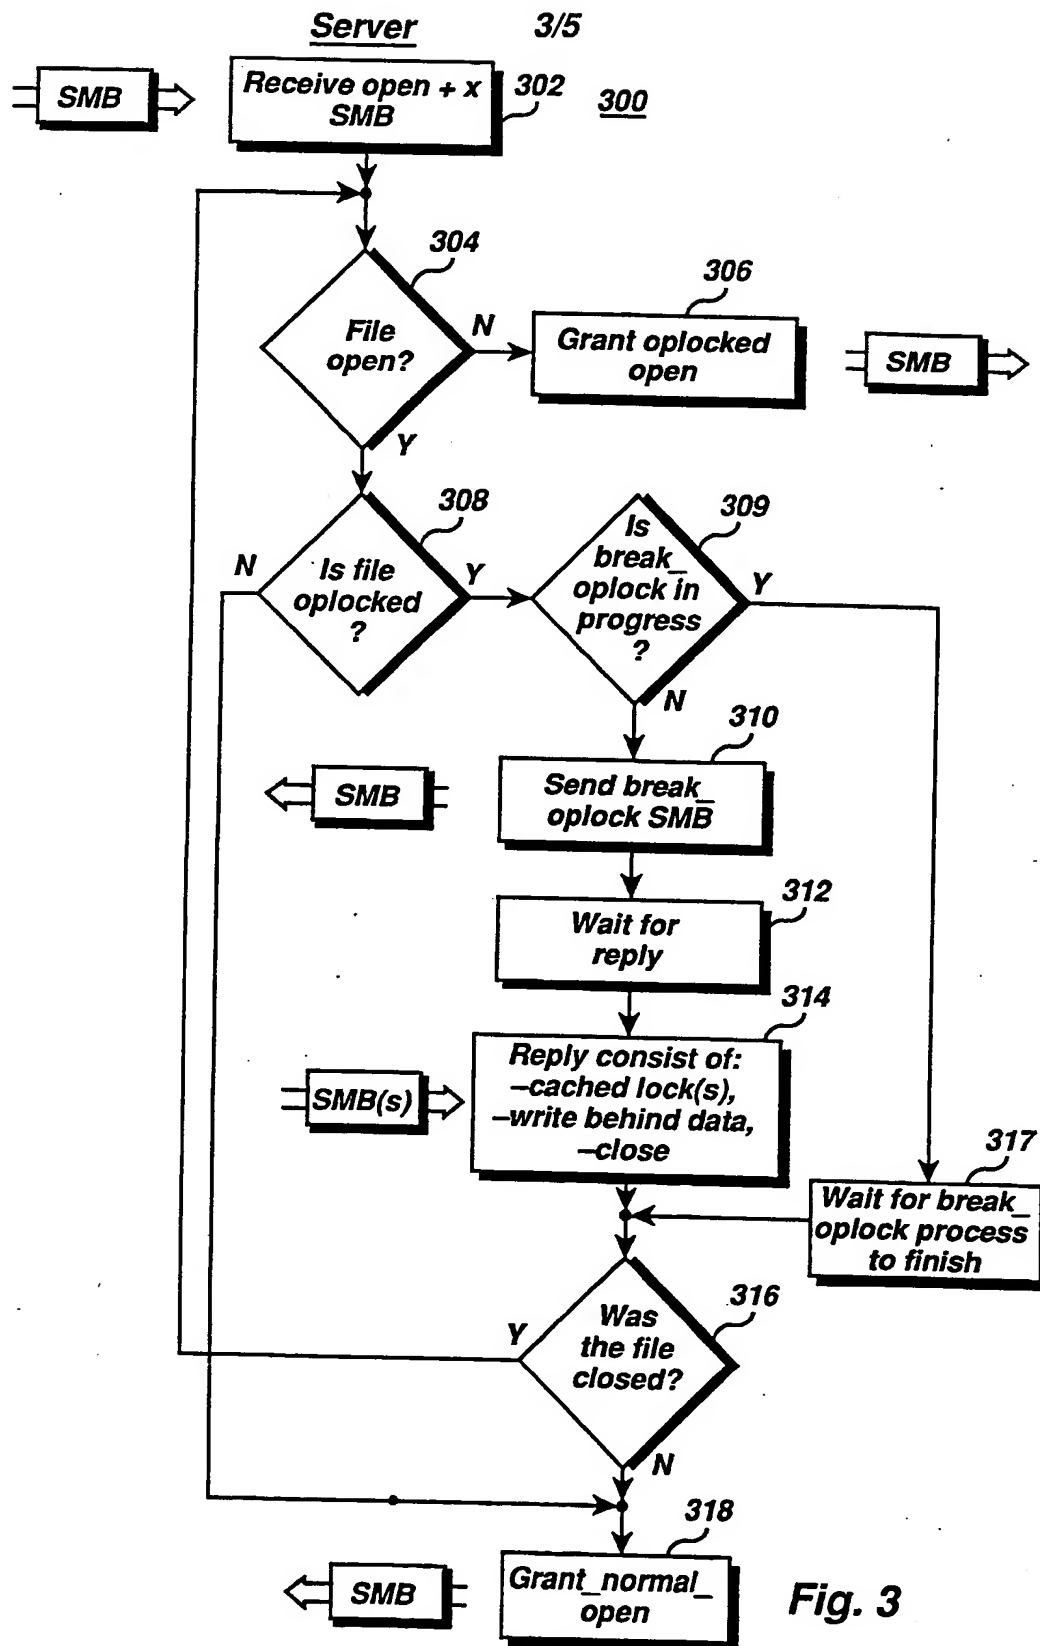 Server 3/5
SMB
Receive open + x
SMB
302
300
304
File
open?
N
Y
306
Grant oplocked
open
SMB
308
Is file
oplocked
?
N
Y
309
Is
break_
oplock in
progress
?
Y
N
310
Send break_
oplock SMB
SMB
312
Wait for
reply
314
Reply consist of:
–cached lock(s),
–write behind data,
–close
SMB(s)
317
Wait for break_
oplock process
to finish
316
Was
the file
closed?
Y
N
318
Grant_normal_
open
SMB
Fig. 3